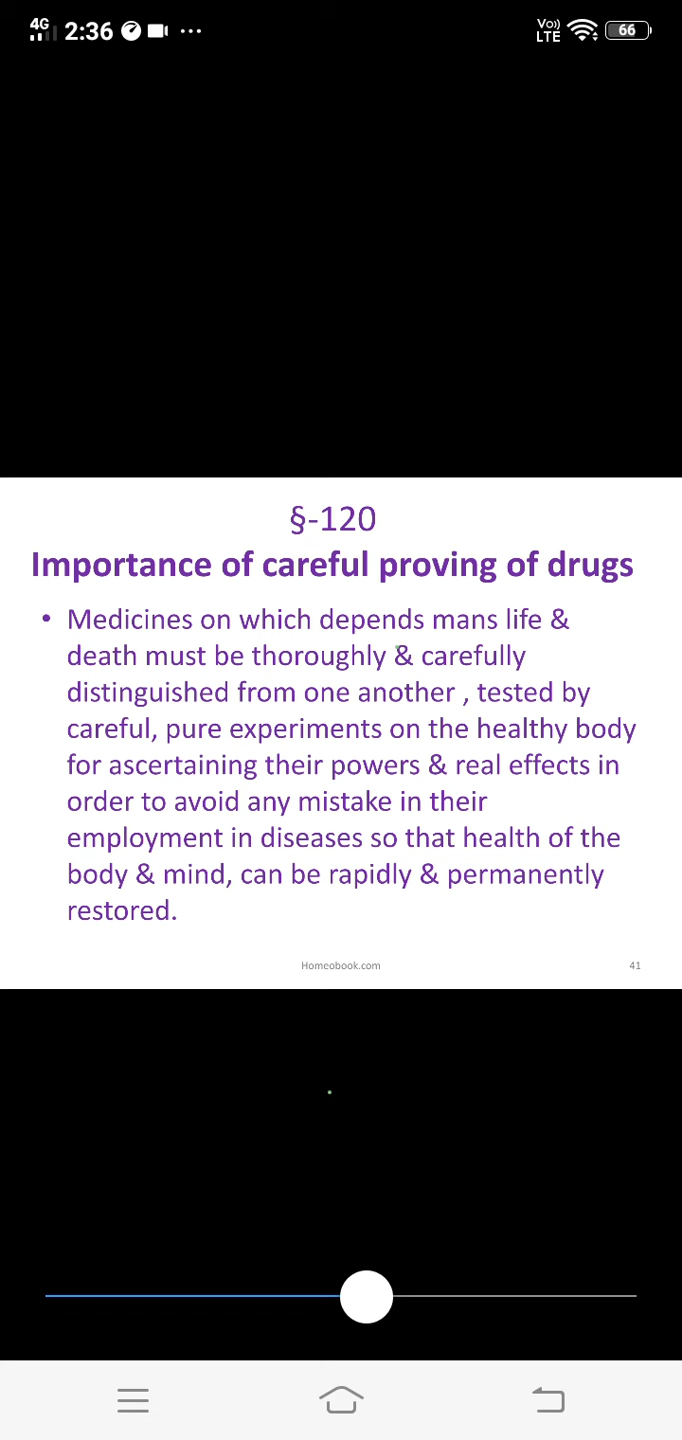 4G 2:36 ... Vo)) LTE 66
§-120
Importance of careful proving of drugs
• Medicines on which depends mans life &
death must be thoroughly & carefully
distinguished from one another , tested by
careful, pure experiments on the healthy body
for ascertaining their powers & real effects in
order to avoid any mistake in their
employment in diseases so that health of the
body & mind, can be rapidly & permanently
restored.
Homeobook.com 41